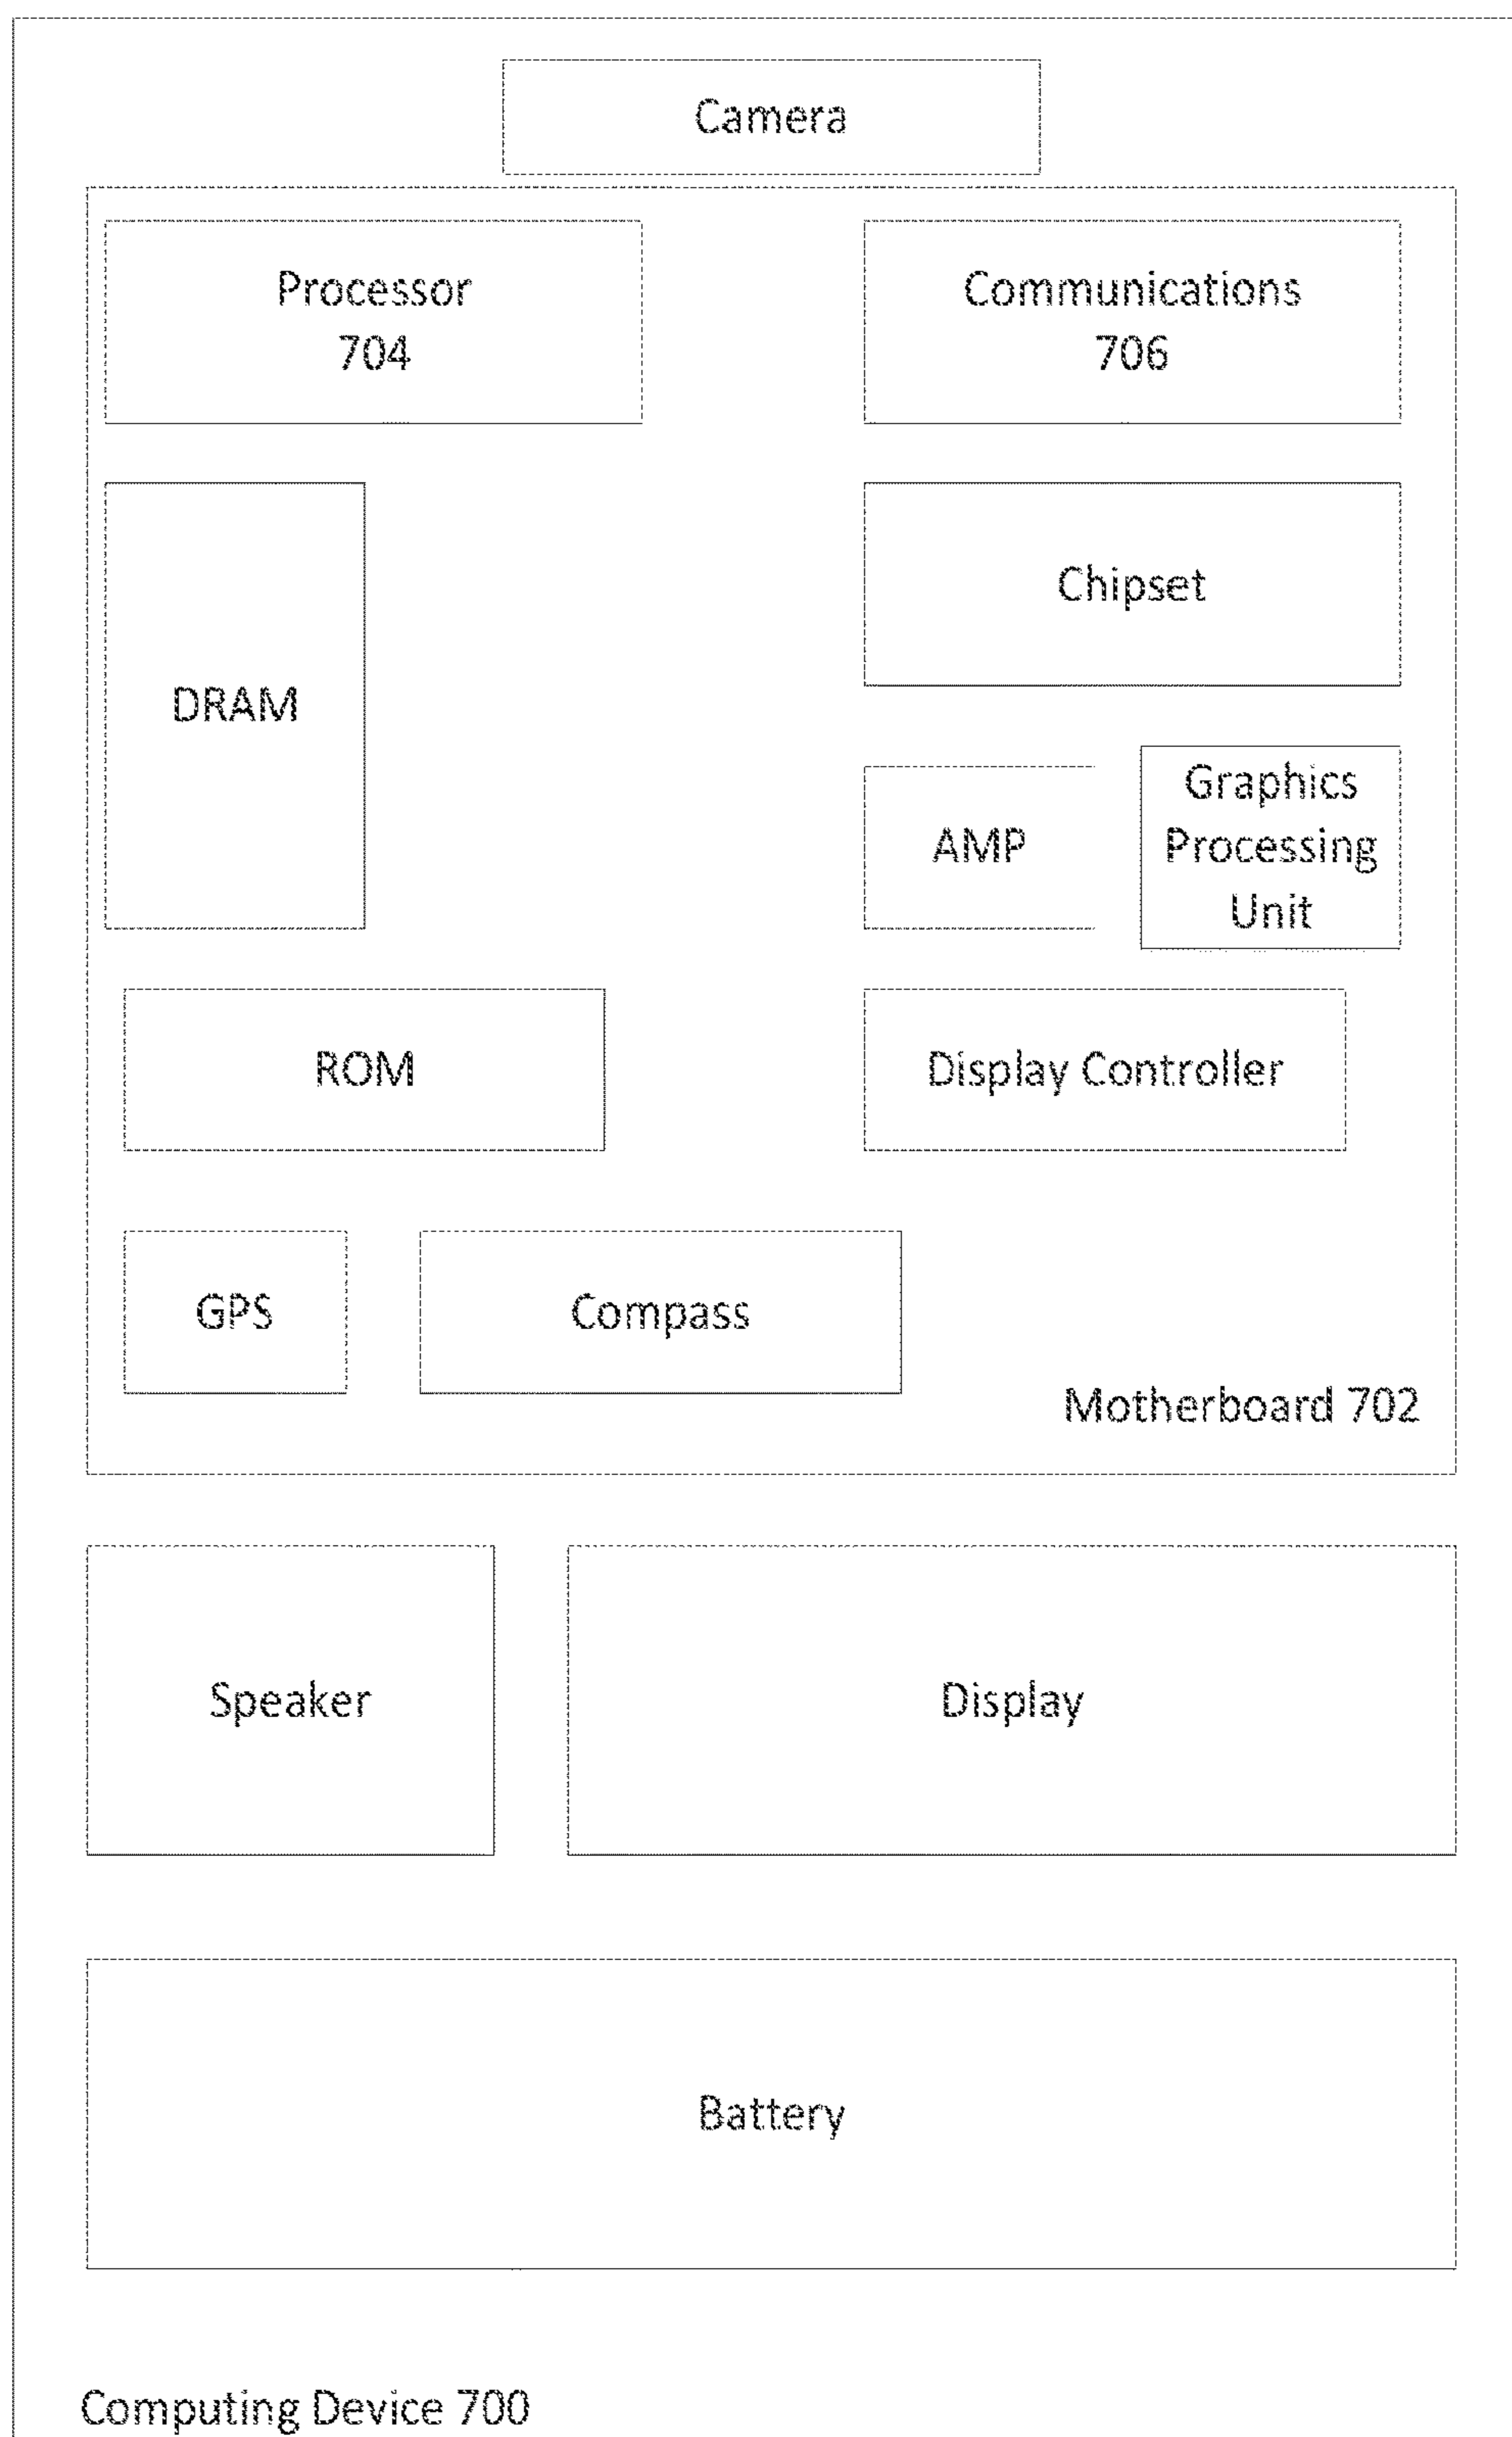 Camera
Processor
704
Communications
706
DRAM
Chipset
AMP
Graphics
Processing
Unit
ROM
Display Controller
GPS
Compass
Motherboard 702
Speaker
Display
Battery
Computing Device 700